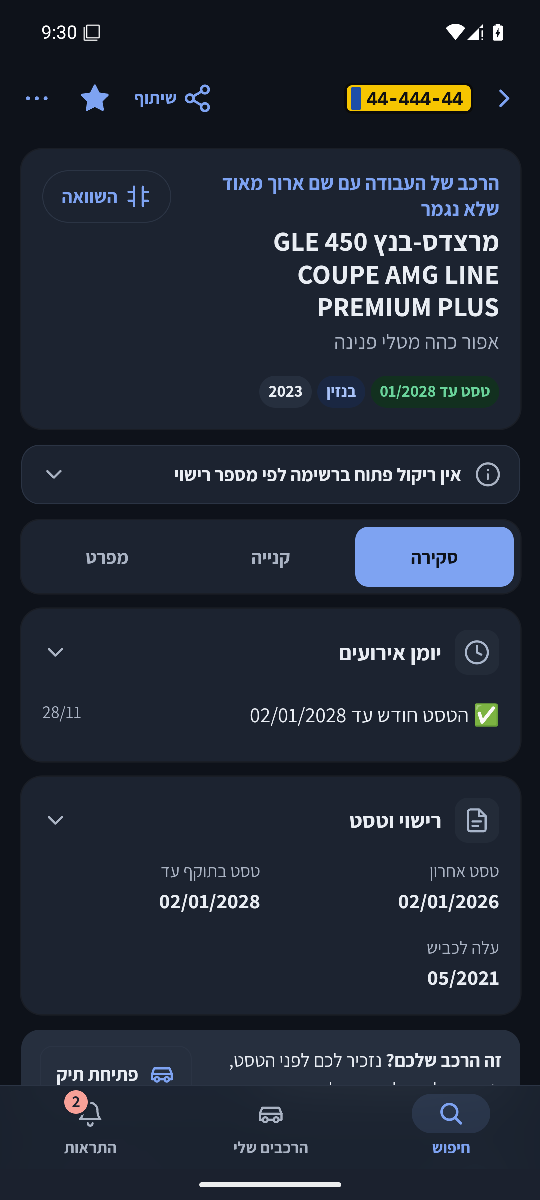 9:30
44-444-44
שיתוף
הרכב של העבודה עם שם ארוך מאוד
שלא נגמר
השוואה
מרצדס-בנץ GLE 450
COUPE AMG LINE
PREMIUM PLUS
אפור כהה מטלי פנינה
טסט עד 01/2028
בנזין
2023
אין ריקול פתוח ברשימה לפי מספר רישוי
סקירה
קנייה
מפרט
יומן אירועים
✅ הטסט חודש עד 02/01/2028
28/11
רישוי וטסט
טסט אחרון
טסט בתוקף עד
02/01/2026
02/01/2028
עלה לכביש
05/2021
זה הרכב שלכם? נזכיר לכם לפני הטסט,
פתיחת תיק
2
חיפוש
הרכבים שלי
התראות